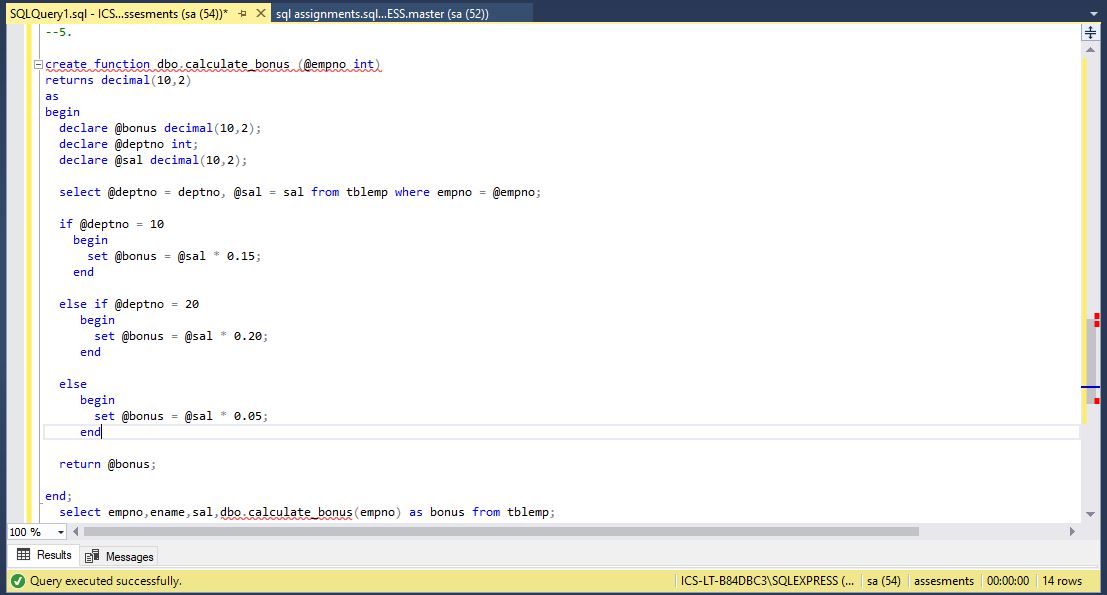 SQLQuery1.sql - ICS...ssesments (sa (54))* sql assignments.sql...ESS.master (sa (52))
--5.
create function dbo.calculate_bonus (@empno int)
returns decimal(10,2)
as
begin
declare @bonus decimal(10,2);
declare @deptno int;
declare @sal decimal(10,2);
select @deptno = deptno, @sal = sal from tblemp where empno = @empno;
if @deptno = 10
begin
set @bonus = @sal * 0.15;
end
else if @deptno = 20
begin
set @bonus = @sal * 0.20;
end
else
begin
set @bonus = @sal * 0.05;
end
return @bonus;
end;
select empno,ename,sal,dbo.calculate_bonus(empno) as bonus from tblemp;
100 %
Results Messages
Query executed successfully. ICS-LT-B84DBC3\SQLEXPRESS (... sa (54) assesments 00:00:00 14 rows